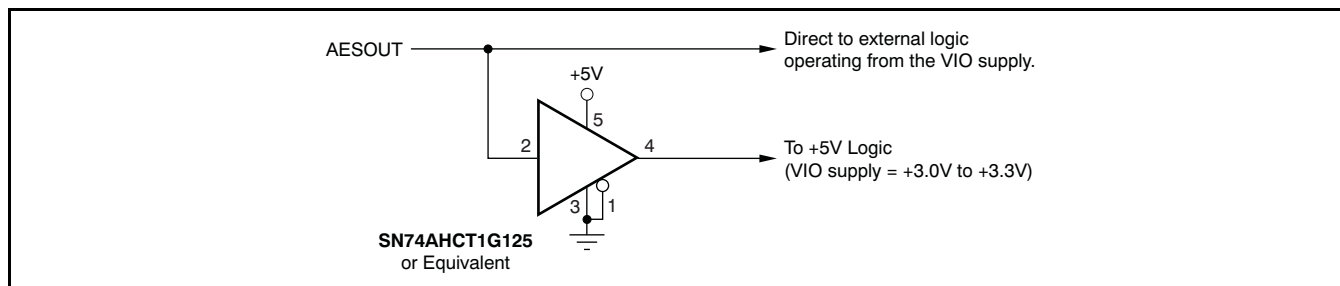 AESOUT
Direct to external logic
operating from the VIO supply.
+5V
5
2
4
To +5V Logic
(VIO supply = +3.0V to +3.3V)
3
1
SN74AHCT1G125
or Equivalent